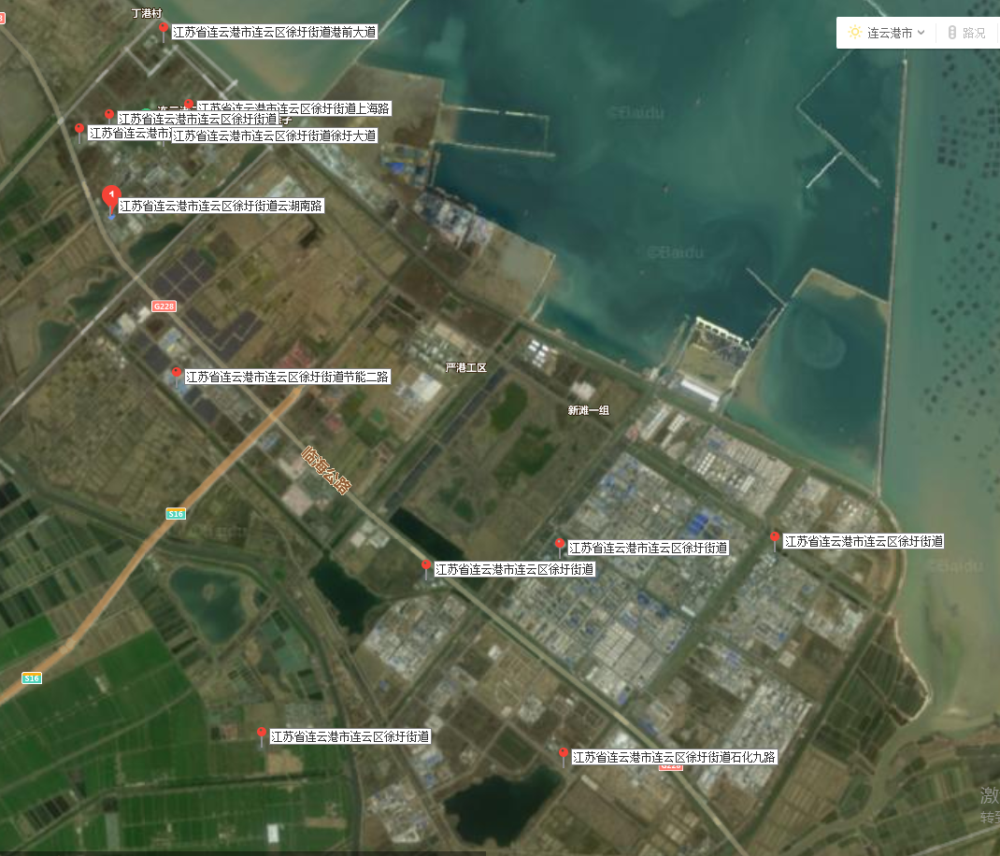 丁港村
江苏省连云港市连云区徐圩街道港前大道
连云港市
路况
江苏省连云港市连云区徐圩街道上海路
江苏省连云港市连云区徐圩街道
江苏省连云港市
江苏省连云港市连云区徐圩街道徐圩大道
©Baidu
1
江苏省连云港市连云区徐圩街道云湖南路
©Baidu
G228
严港工区
江苏省连云港市连云区徐圩街道节能二路
新滩一组
临海公路
S16
江苏省连云港市连云区徐圩街道
江苏省连云港市连云区徐圩街道
江苏省连云港市连云区徐圩街道
©Baidu
S16
江苏省连云港市连云区徐圩街道
江苏省连云港市连云区徐圩街道石化九路
G228
激
转到